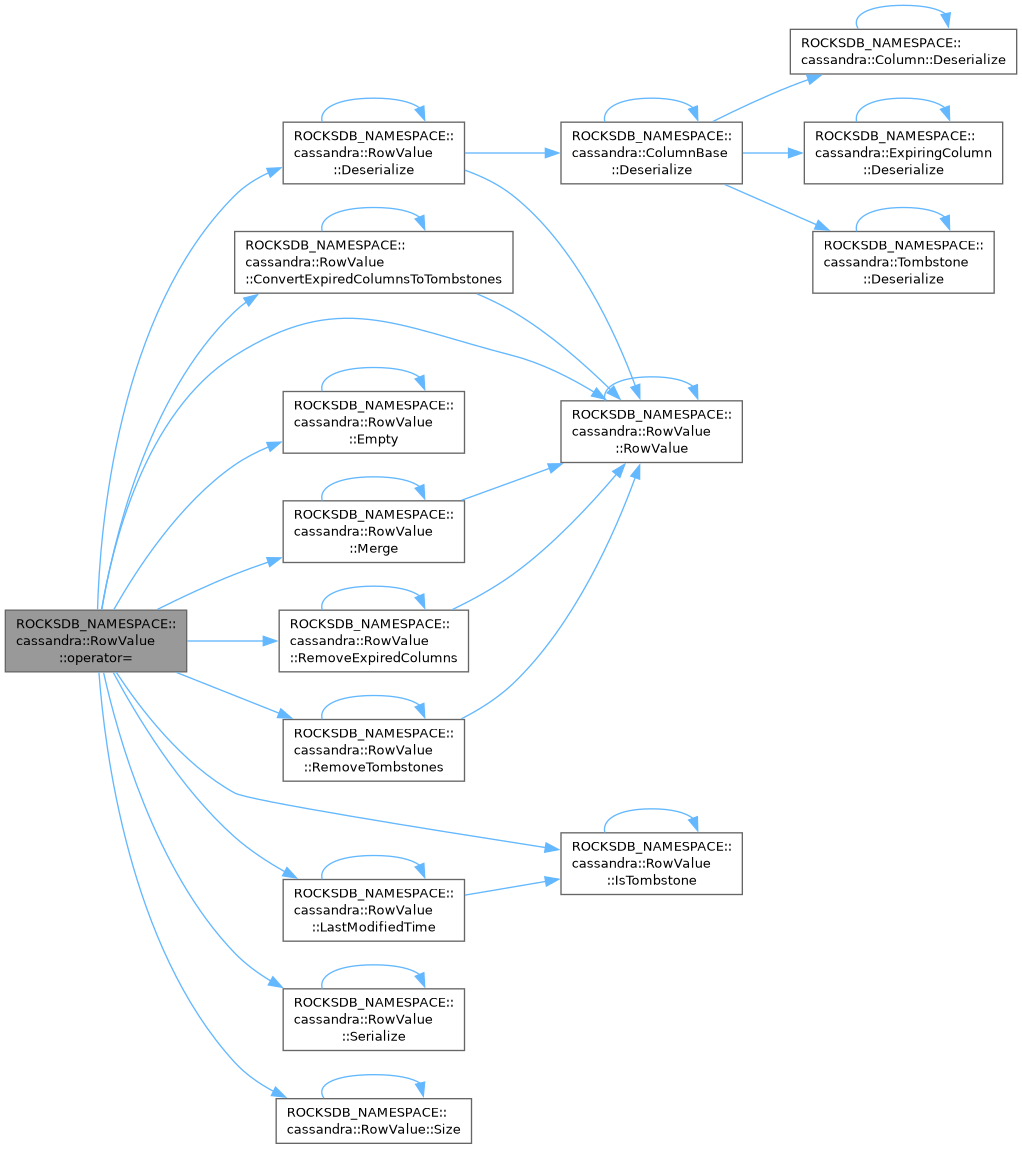 ROCKSDB_NAMESPACE::
cassandra::Column::Deserialize
ROCKSDB_NAMESPACE::
cassandra::RowValue
::Deserialize
ROCKSDB_NAMESPACE::
cassandra::ColumnBase
::Deserialize
ROCKSDB_NAMESPACE::
cassandra::ExpiringColumn
::Deserialize
ROCKSDB_NAMESPACE::
cassandra::RowValue
::ConvertExpiredColumnsToTombstones
ROCKSDB_NAMESPACE::
cassandra::Tombstone
::Deserialize
ROCKSDB_NAMESPACE::
cassandra::RowValue
::Empty
ROCKSDB_NAMESPACE::
cassandra::RowValue
::RowValue
ROCKSDB_NAMESPACE::
cassandra::RowValue
::Merge
ROCKSDB_NAMESPACE::
cassandra::RowValue
::operator=
ROCKSDB_NAMESPACE::
cassandra::RowValue
::RemoveExpiredColumns
ROCKSDB_NAMESPACE::
cassandra::RowValue
::RemoveTombstones
ROCKSDB_NAMESPACE::
cassandra::RowValue
::IsTombstone
ROCKSDB_NAMESPACE::
cassandra::RowValue
::LastModifiedTime
ROCKSDB_NAMESPACE::
cassandra::RowValue
::Serialize
ROCKSDB_NAMESPACE::
cassandra::RowValue::Size